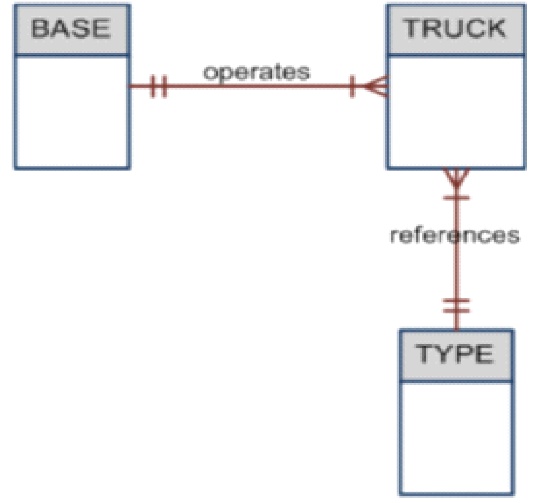 BASE
TRUCK
operates
references
TYPE